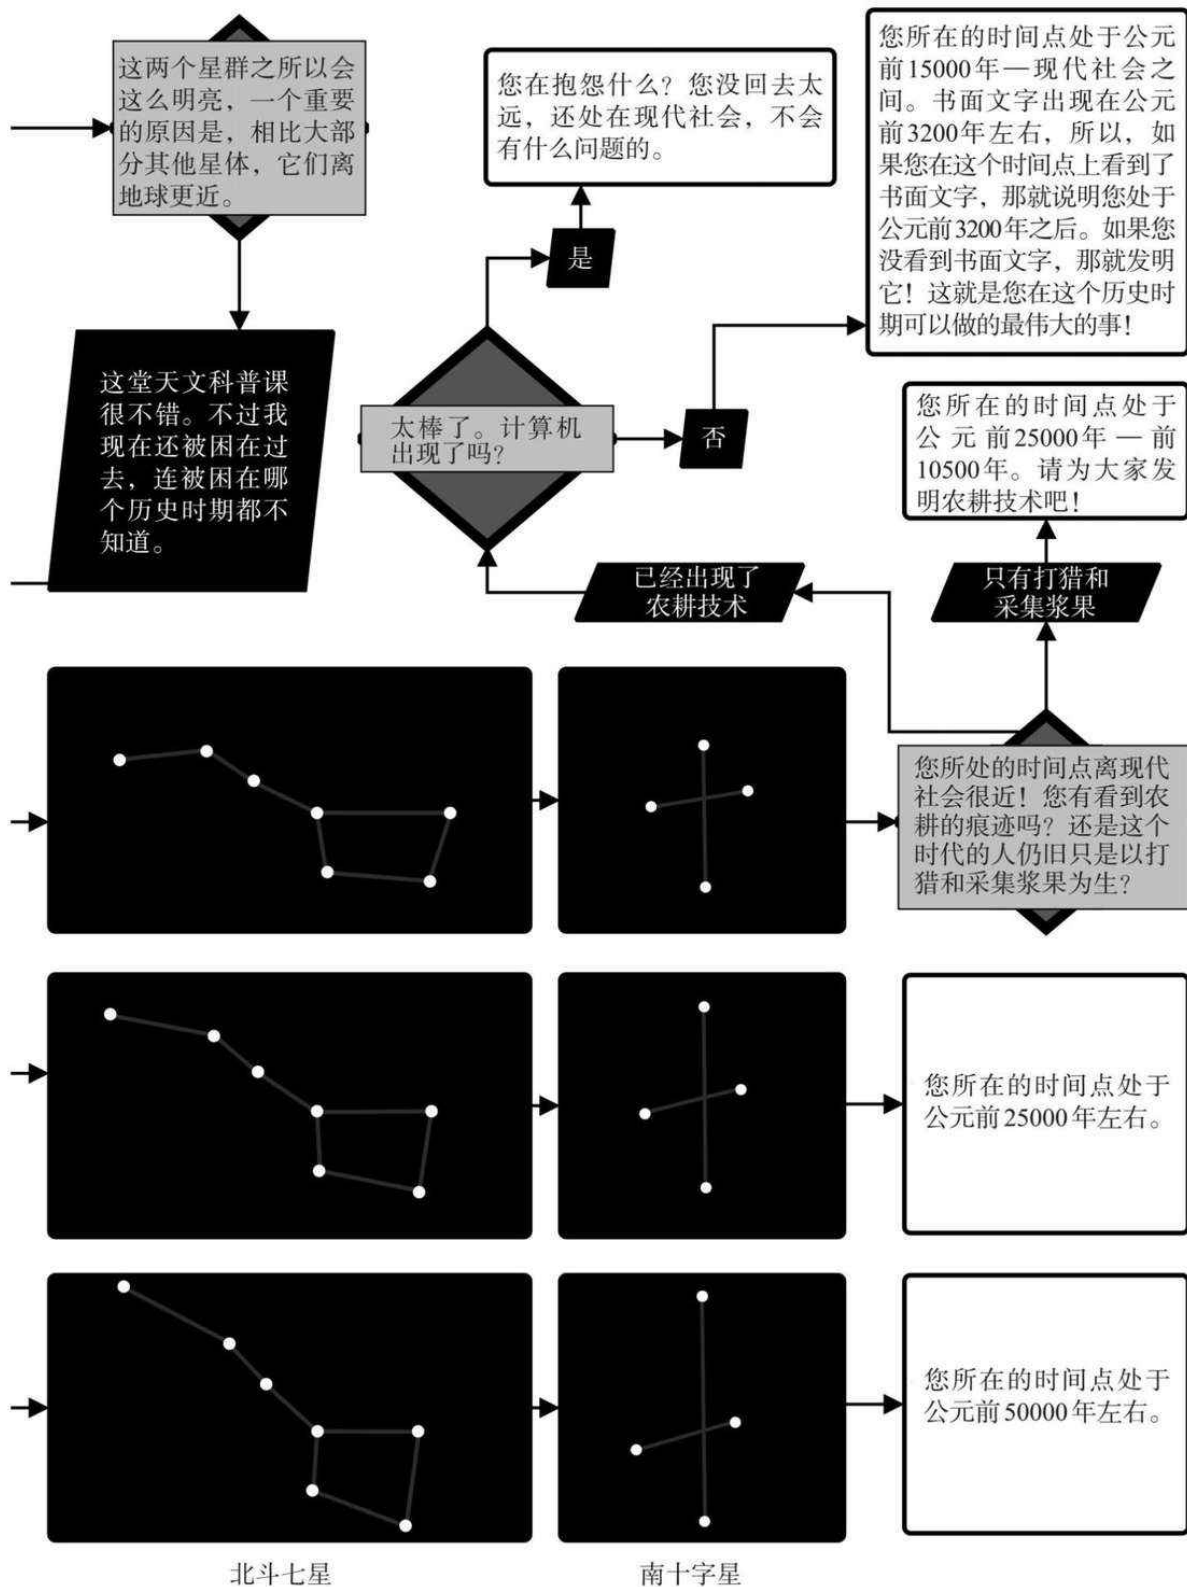 这两个星群之所以会
这么明亮，一个重要
的原因是，相比大部
分其他星体，它们离
地球更近。
您在抱怨什么？您没回去太
远，还处在现代社会，不会
有什么问题的。
您所在的时间点处于公元
前15000年—现代社会之
间。书面文字出现在公元
前3200年左右，所以，如
果您在这个时间点上看到了
书面文字，那就说明您处于
公元前3200年之后。如果您
没看到书面文字，那就发明
它！这就是您在这个历史时
期可以做的最伟大的事！
是
这堂天文科普课
很不错。不过我
现在还被困在过
去，连被困在哪
个历史时期都不
知道。
太棒了。计算机
出现了吗？
否
您所在的时间点处于
公元前25000年—前
10500年。请为大家发
明农耕技术吧！
已经出现了
农耕技术
只有打猎和
采集浆果
您所处的时间点离现代
社会很近！您有看到农
耕的痕迹吗？还是这个
时代的人仍旧只是以打
猎和采集浆果为生？
您所在的时间点处于
公元前25000年左右。
您所在的时间点处于
公元前50000年左右。
北斗七星
南十字星